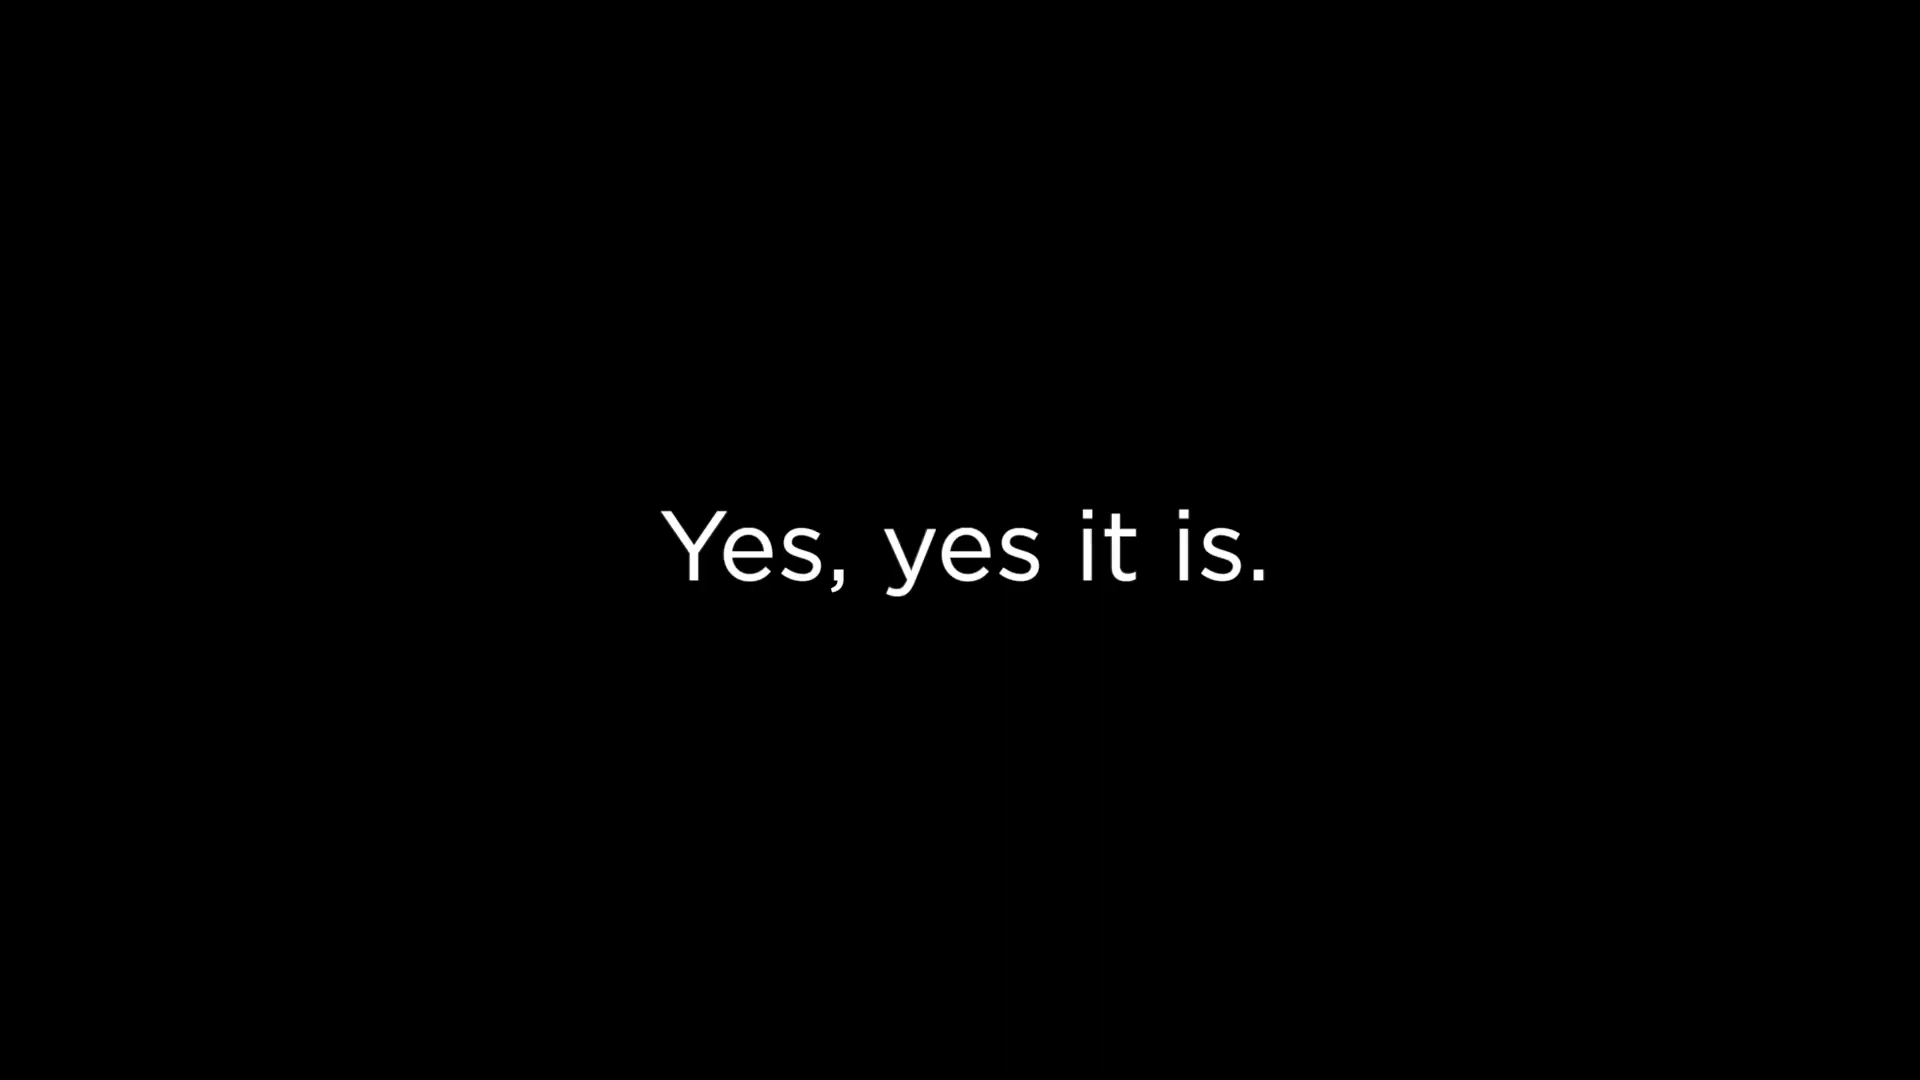 Yes, yes it is.